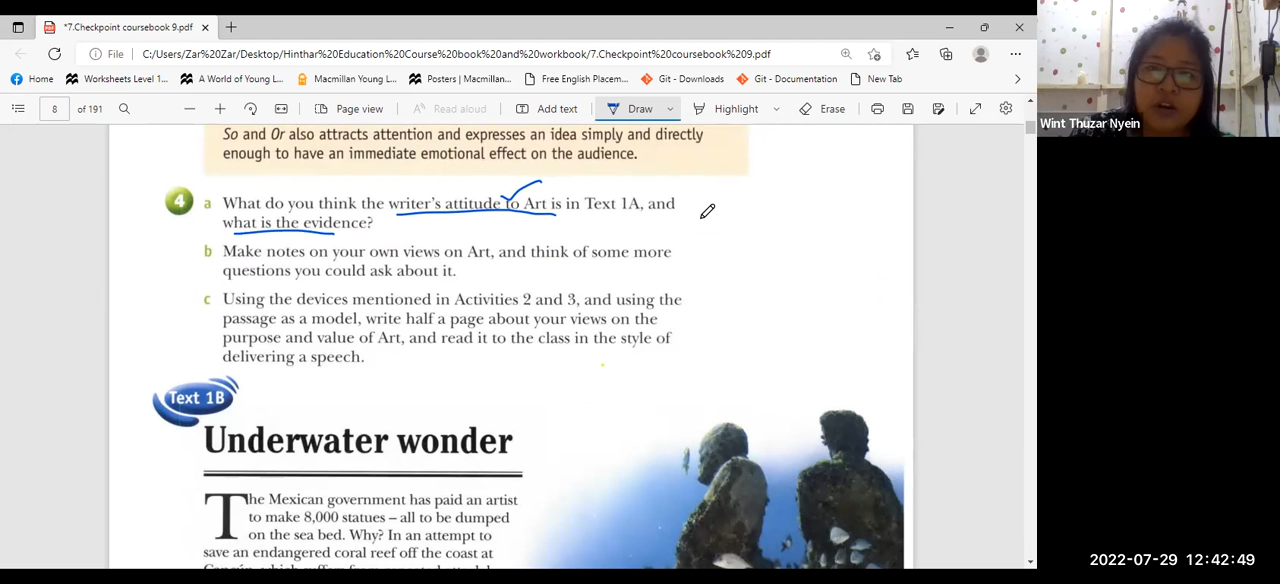 *7.Checkpoint coursebook 9.pdf
File
C:/Users/Zar%20Zar/Desktop/Hinthar%20Education%20Course%20book%20and%20workbook/7.Checkpoint%20coursebook%209.pdf
Home
Worksheets Level 1...
A World of Young L...
Macmillan Young L...
Posters | Macmillan...
Free English Placem...
Git - Downloads
Git - Documentation
New Tab
8 of 191
Page view
Read aloud
Add text
Draw
Highlight
Erase
Wint Thuzar Nyein
So and Or also attracts attention and expresses an idea simply and directly
enough to have an immediate emotional effect on the audience.
4 a What do you think the writer's attitude to Art is in Text 1A, and
what is the evidence?
b Make notes on your own views on Art, and think of some more
questions you could ask about it.
c Using the devices mentioned in Activities 2 and 3, and using the
passage as a model, write half a page about your views on the
purpose and value of Art, and read it to the class in the style of
delivering a speech.
Text 1B
Underwater wonder
The Mexican government has paid an artist
to make 8,000 statues – all to be dumped
on the sea bed. Why? In an attempt to
save an endangered coral reef off the coast at
2022-07-29 12:42:49